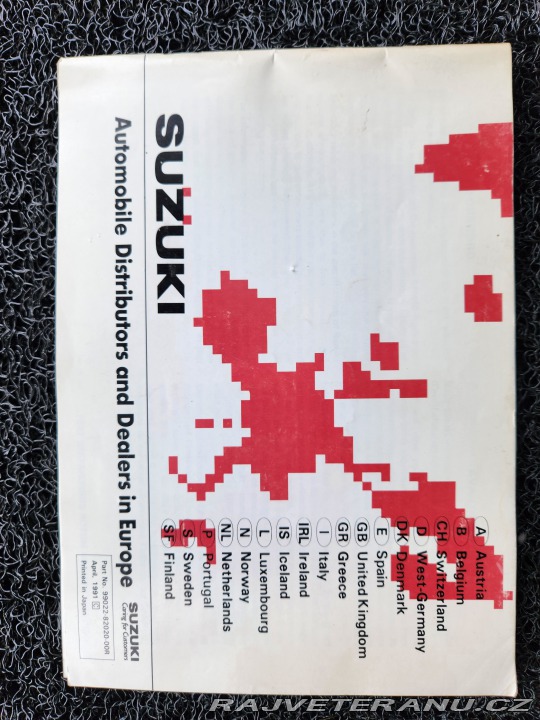 A Austria
B Belgium
CH Switzerland
D West-Germany
DK Denmark
E Spain
GB United Kingdom
GR Greece
I Italy
IRL Ireland
IS Iceland
L Luxembourg
N Norway
NL Netherlands
P Portugal
S Sweden
SF Finland
SUZUKI
Automobile Distributors and Dealers in Europe
SUZUKI
Caring for Customers
Part No. 99022-82020-00R
April, 1991
Printed in Japan
RAJVETERANU.CZ